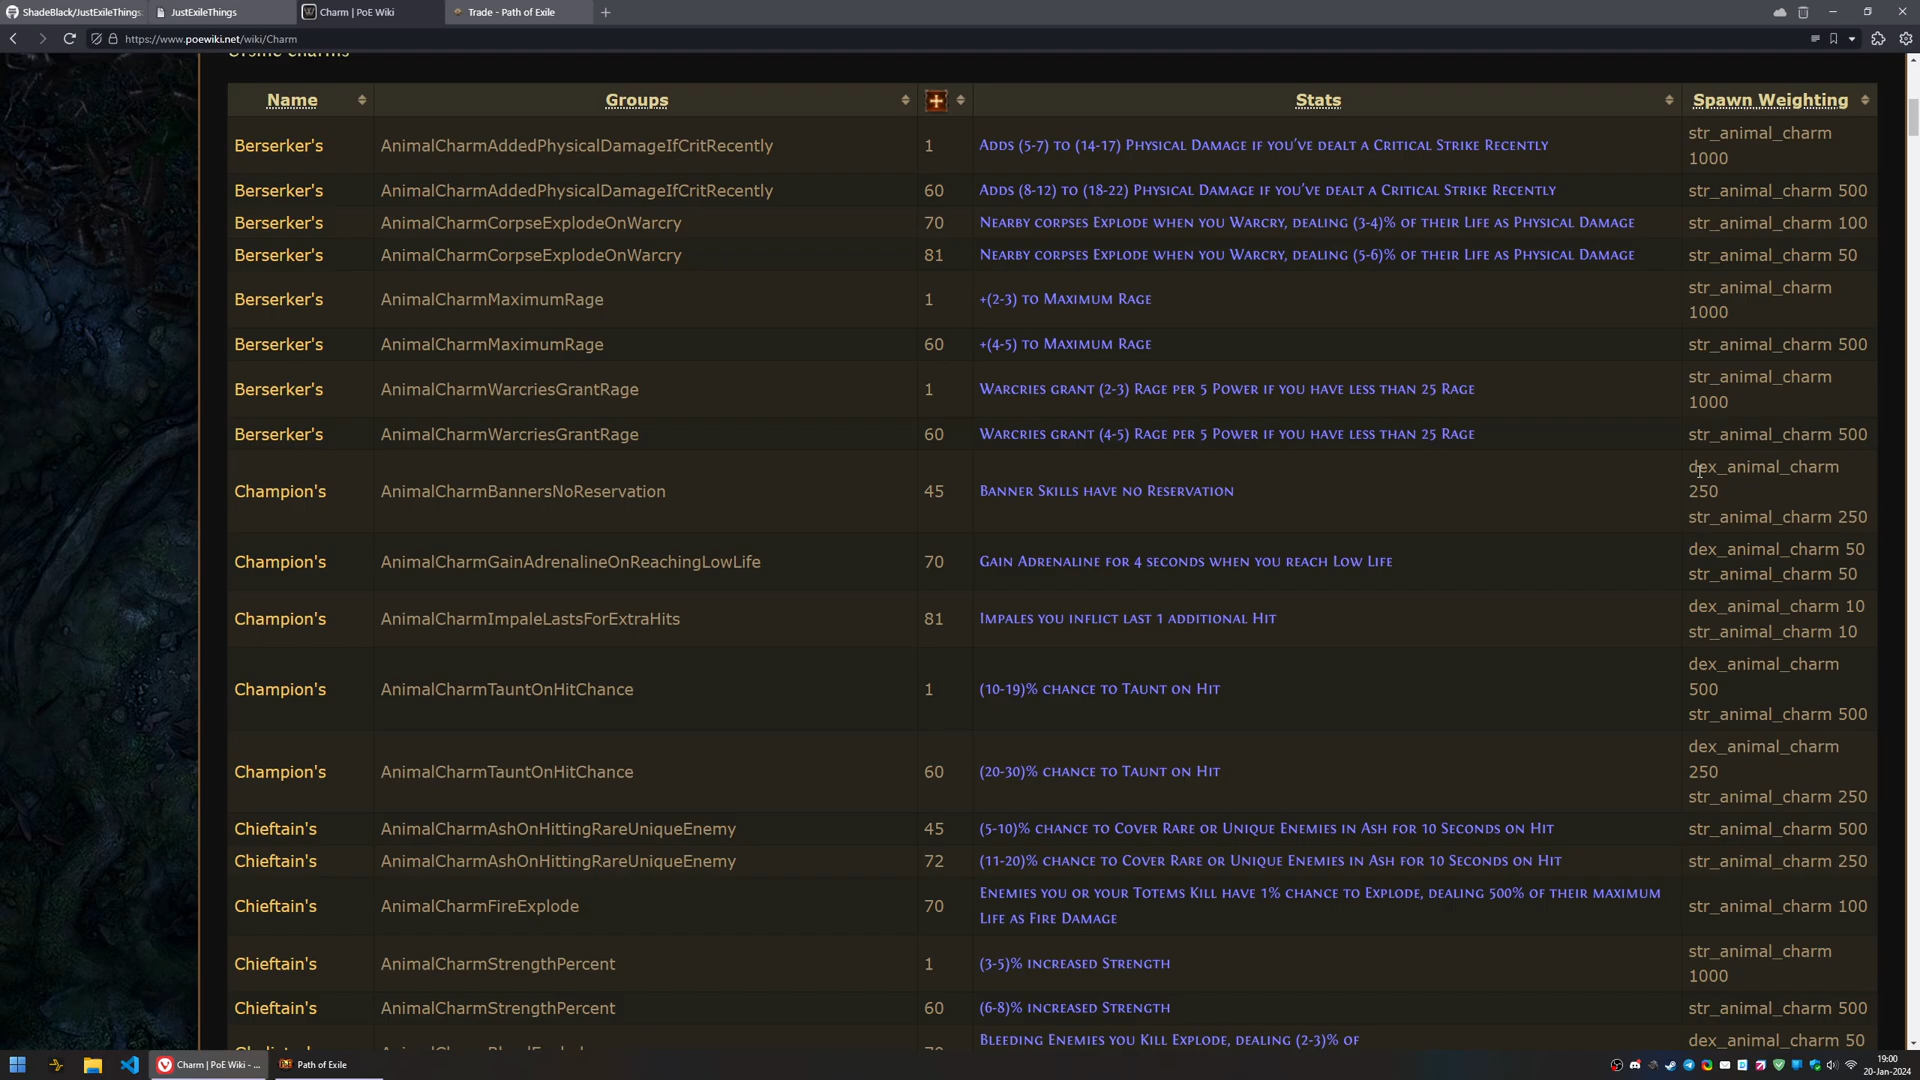 ShadeBlack/JustExileThings:
JustExileThings
Charm | PoE Wiki
Trade - Path of Exile
https://www.poewiki.net/wiki/Charm
Ursine charms
Name Groups Stats Spawn Weighting
Berserker's AnimalCharmAddedPhysicalDamageIfCritRecently 1 Adds (5-7) to (14-17) Physical Damage if you've dealt a Critical Strike Recently str_animal_charm
1000
Berserker's AnimalCharmAddedPhysicalDamageIfCritRecently 60 Adds (8-12) to (18-22) Physical Damage if you've dealt a Critical Strike Recently str_animal_charm 500
Berserker's AnimalCharmCorpseExplodeOnWarcry 70 Nearby corpses Explode when you Warcry, dealing (3-4)% of their Life as Physical Damage str_animal_charm 100
Berserker's AnimalCharmCorpseExplodeOnWarcry 81 Nearby corpses Explode when you Warcry, dealing (5-6)% of their Life as Physical Damage str_animal_charm 50
Berserker's AnimalCharmMaximumRage 1 +(2-3) to Maximum Rage str_animal_charm
1000
Berserker's AnimalCharmMaximumRage 60 +(4-5) to Maximum Rage str_animal_charm 500
Berserker's AnimalCharmWarcriesGrantRage 1 Warcries grant (2-3) Rage per 5 Power if you have less than 25 Rage str_animal_charm
1000
Berserker's AnimalCharmWarcriesGrantRage 60 Warcries grant (4-5) Rage per 5 Power if you have less than 25 Rage str_animal_charm 500
Champion's AnimalCharmBannersNoReservation 45 Banner Skills have no Reservation dex_animal_charm
250
str_animal_charm 250
Champion's AnimalCharmGainAdrenalineOnReachingLowLife 70 Gain Adrenaline for 4 seconds when you reach Low Life dex_animal_charm 50
str_animal_charm 50
Champion's AnimalCharmImpaleLastsForExtraHits 81 Impales you inflict last 1 additional Hit dex_animal_charm 10
str_animal_charm 10
Champion's AnimalCharmTauntOnHitChance 1 (10-19)% chance to Taunt on Hit dex_animal_charm
500
str_animal_charm 500
Champion's AnimalCharmTauntOnHitChance 60 (20-30)% chance to Taunt on Hit dex_animal_charm
250
str_animal_charm 250
Chieftain's AnimalCharmAshOnHittingRareUniqueEnemy 45 (5-10)% chance to Cover Rare or Unique Enemies in Ash for 10 Seconds on Hit str_animal_charm 500
Chieftain's AnimalCharmAshOnHittingRareUniqueEnemy 72 (11-20)% chance to Cover Rare or Unique Enemies in Ash for 10 Seconds on Hit str_animal_charm 250
Chieftain's AnimalCharmFireExplode 70 Enemies you or your Totems Kill have 1% chance to Explode, dealing 500% of their maximum
Life as Fire Damage str_animal_charm 100
Chieftain's AnimalCharmStrengthPercent 1 (3-5)% increased Strength str_animal_charm
1000
Chieftain's AnimalCharmStrengthPercent 60 (6-8)% increased Strength str_animal_charm 500
Bleeding Enemies you Kill Explode, dealing (2-3)% of dex_animal_charm 50
Charm | PoE Wiki - ...
Path of Exile
19:00
20-Jan-2024